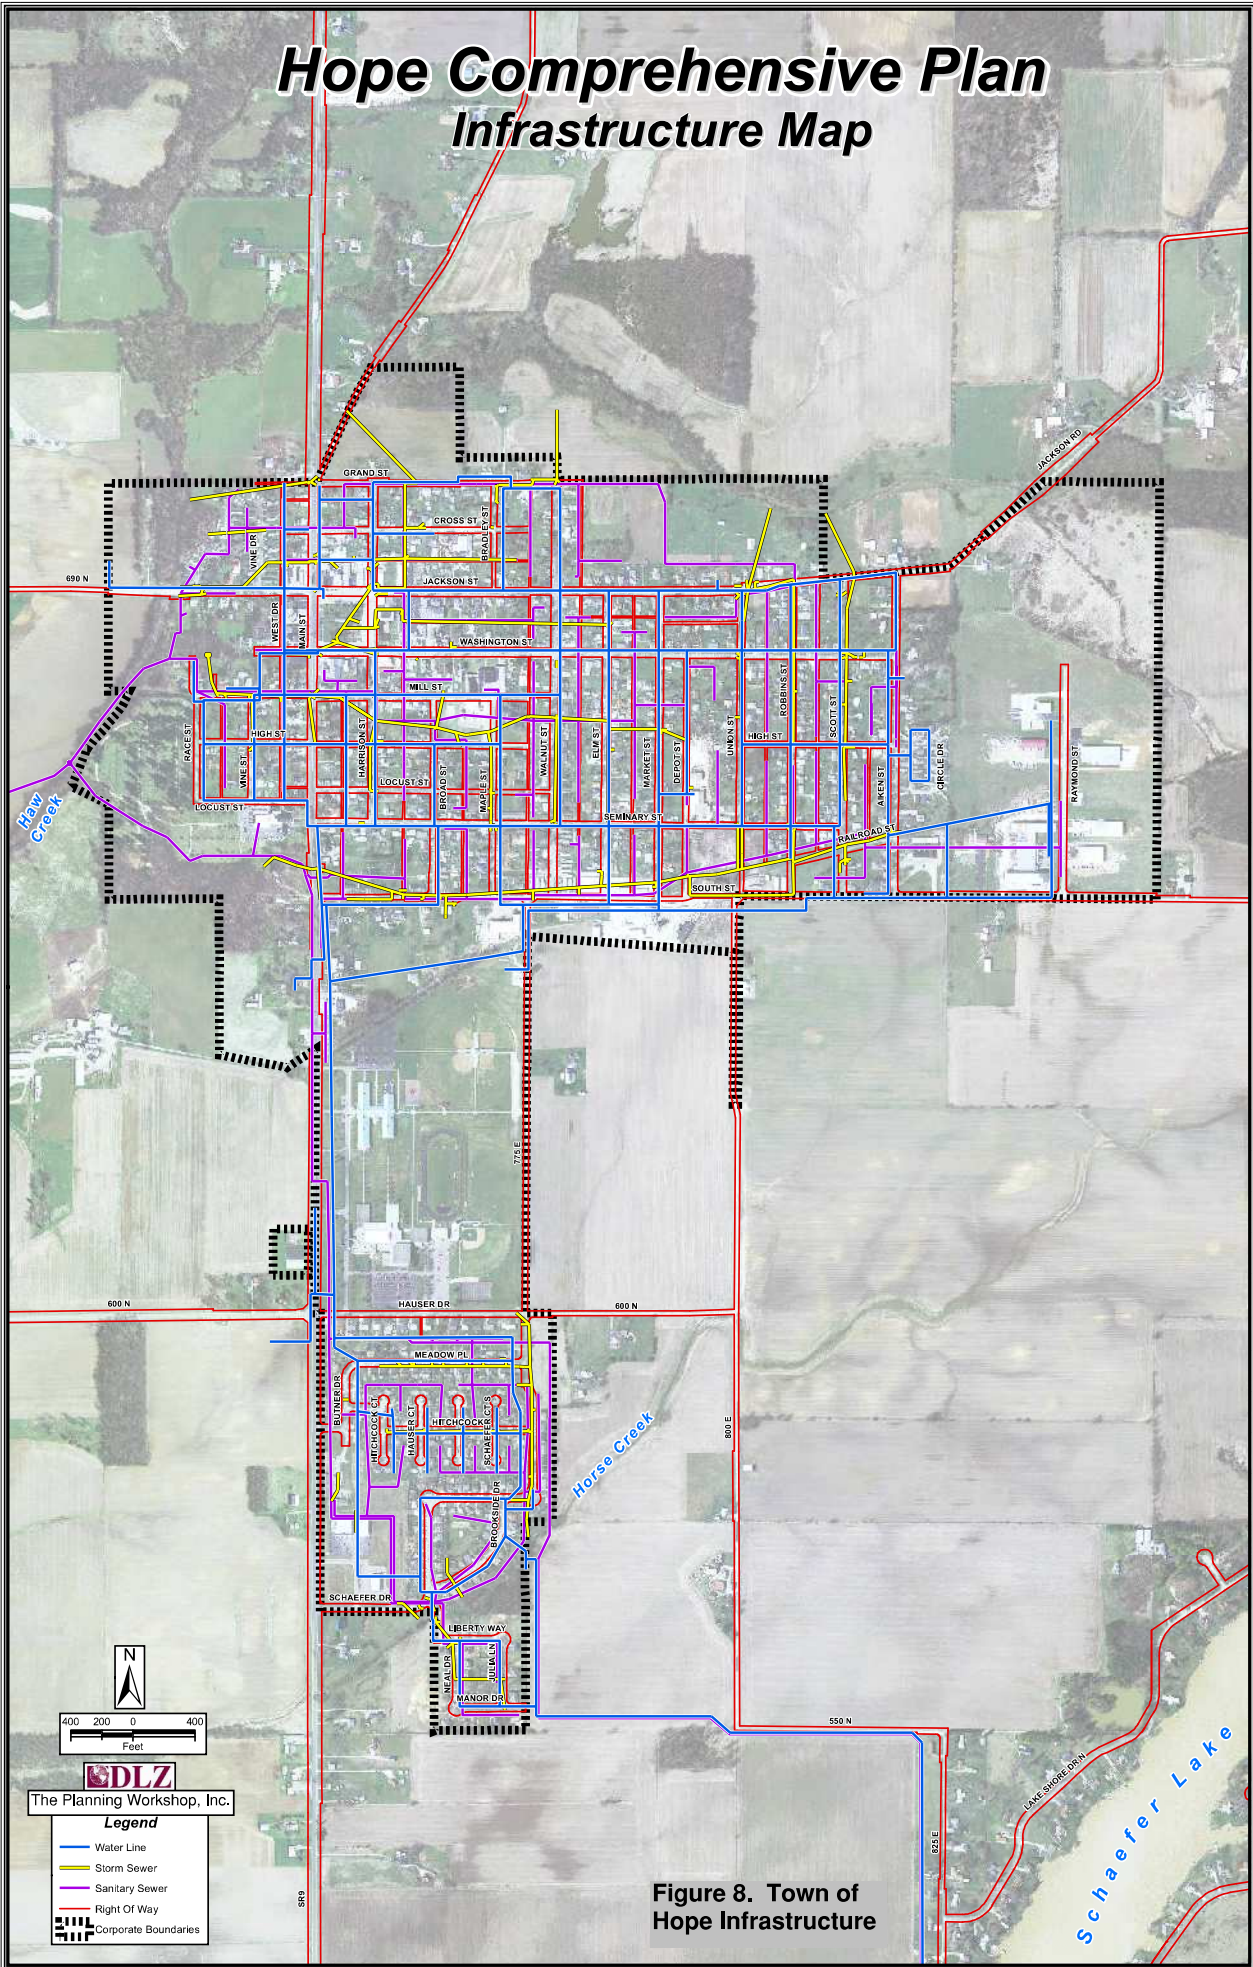 Hope Comprehensive Plan
Infrastructure Map
JACKSON RD
GRAND ST
CROSS ST
BRADLEY ST
VINE DR
690 N
JACKSON ST
WEST DR
MAIN ST
WASHINGTON ST
MILL ST
ROBBINS ST
SCOTT ST
RACE ST
HIGH ST
VINE ST
HARRISON ST
WALNUT ST
ELM ST
MARKET ST
DEPOT ST
UNION ST
HIGH ST
CIRCLE DR
RAYMOND ST
LOCUST ST
BROAD ST
MAPLE ST
AIKEN ST
LOCUST ST
SEMINARY ST
RAILROAD ST
Haw
Creek
SOUTH ST
775 E
600 N
HAUSER DR
600 N
MEADOW PL
BUTNER DR
HITCHCOCK CT
HAUSER CT
HITCHCOCK
SCHAEFER CT S
800 E
Horse Creek
BROOKSIDE DR
SCHAEFER DR
LIBERTY WAY
NEAL DR
JULIA LN
MANOR DR
550 N
LAKE SHORE DR N
Schaefer Lake
825 E
SR9
N
400 200 0 400
Feet
DLZ
The Planning Workshop, Inc.
Legend
Water Line
Storm Sewer
Sanitary Sewer
Right Of Way
Corporate Boundaries
Figure 8. Town of
Hope Infrastructure